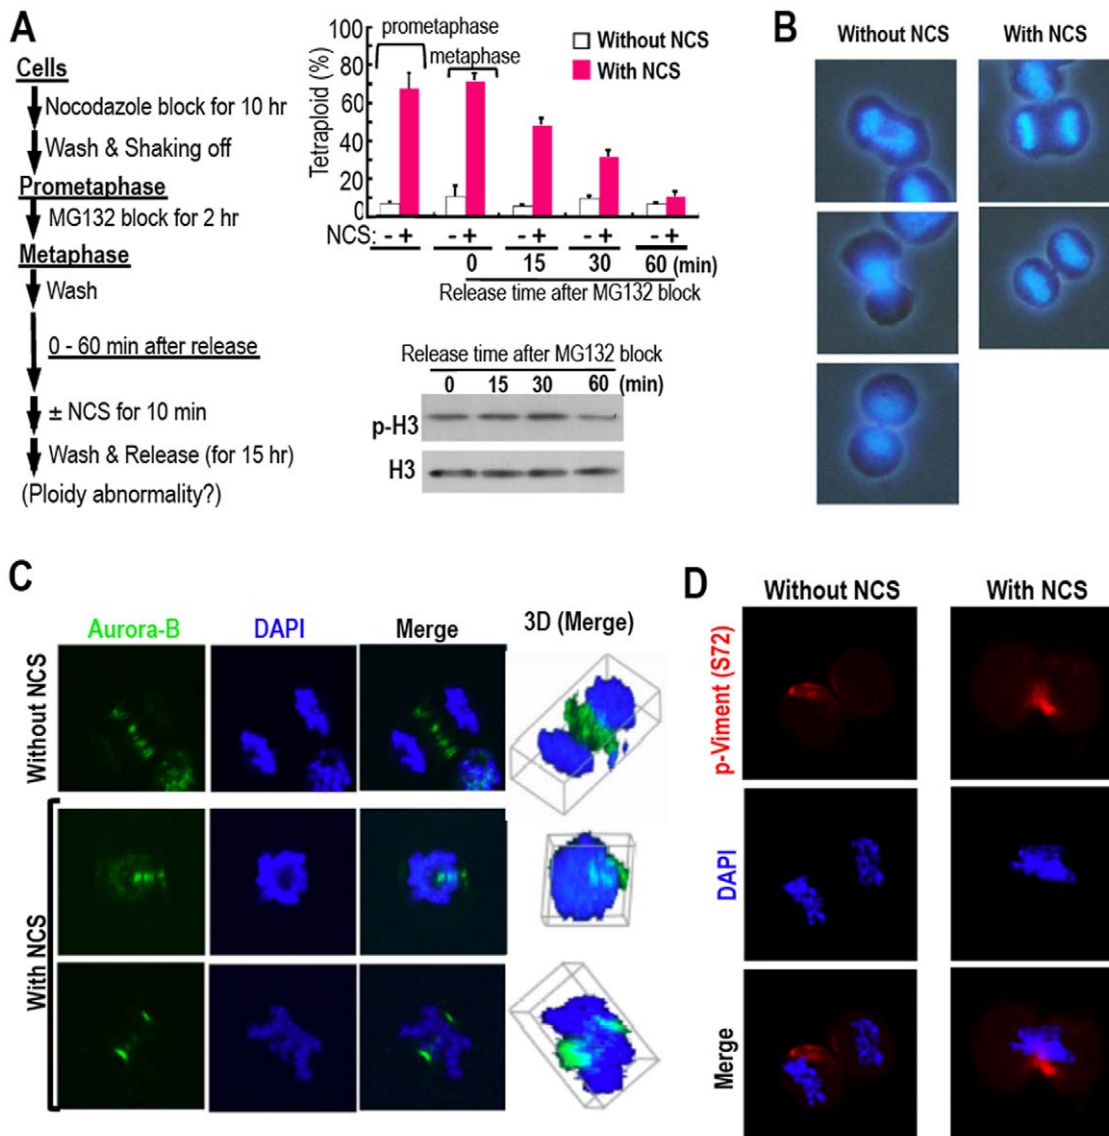 A
Cells
Nocodazole block for 10 hr
Wash & Shaking off
Prometaphase
MG132 block for 2 hr
Metaphase
Wash
0 - 60 min after release
± NCS for 10 min
Wash & Release (for 15 hr)
(Ploidy abnormality?)
prometaphase
metaphase
Without NCS
With NCS
Tetraploid (%)
100
80
60
40
20
0
NCS: - + - + - + - + - +
0 15 30 60 (min)
Release time after MG132 block
Release time after MG132 block
0 15 30 60 (min)
p-H3
H3
B
Without NCS With NCS
C
Aurora-B DAPI Merge 3D (Merge)
Without NCS
With NCS
D
Without NCS With NCS
p-Viment (S72)
DAPI
Merge